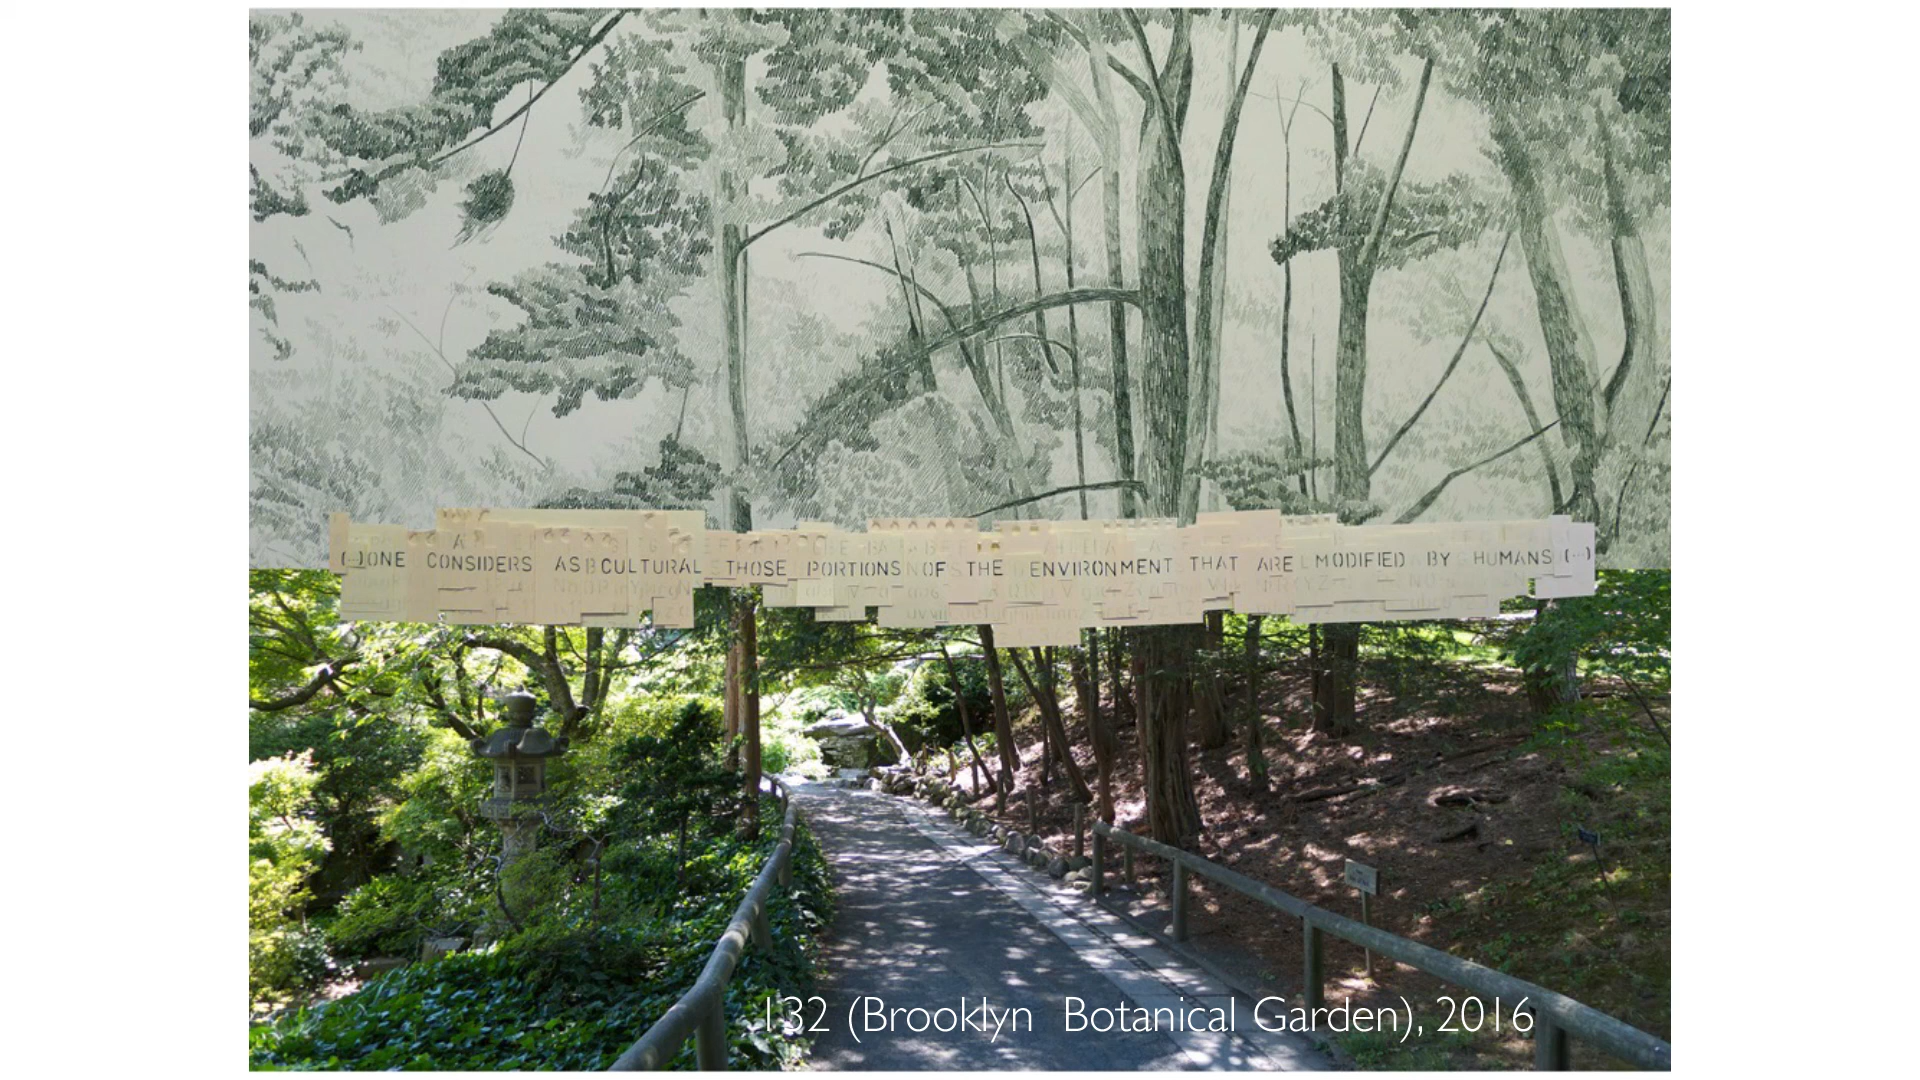 (...)ONE CONSIDERS AS CULTURAL THOSE PORTIONS OF THE ENVIRONMENT THAT ARE MODIFIED BY HUMANS (...)
132 (Brooklyn Botanical Garden), 2016